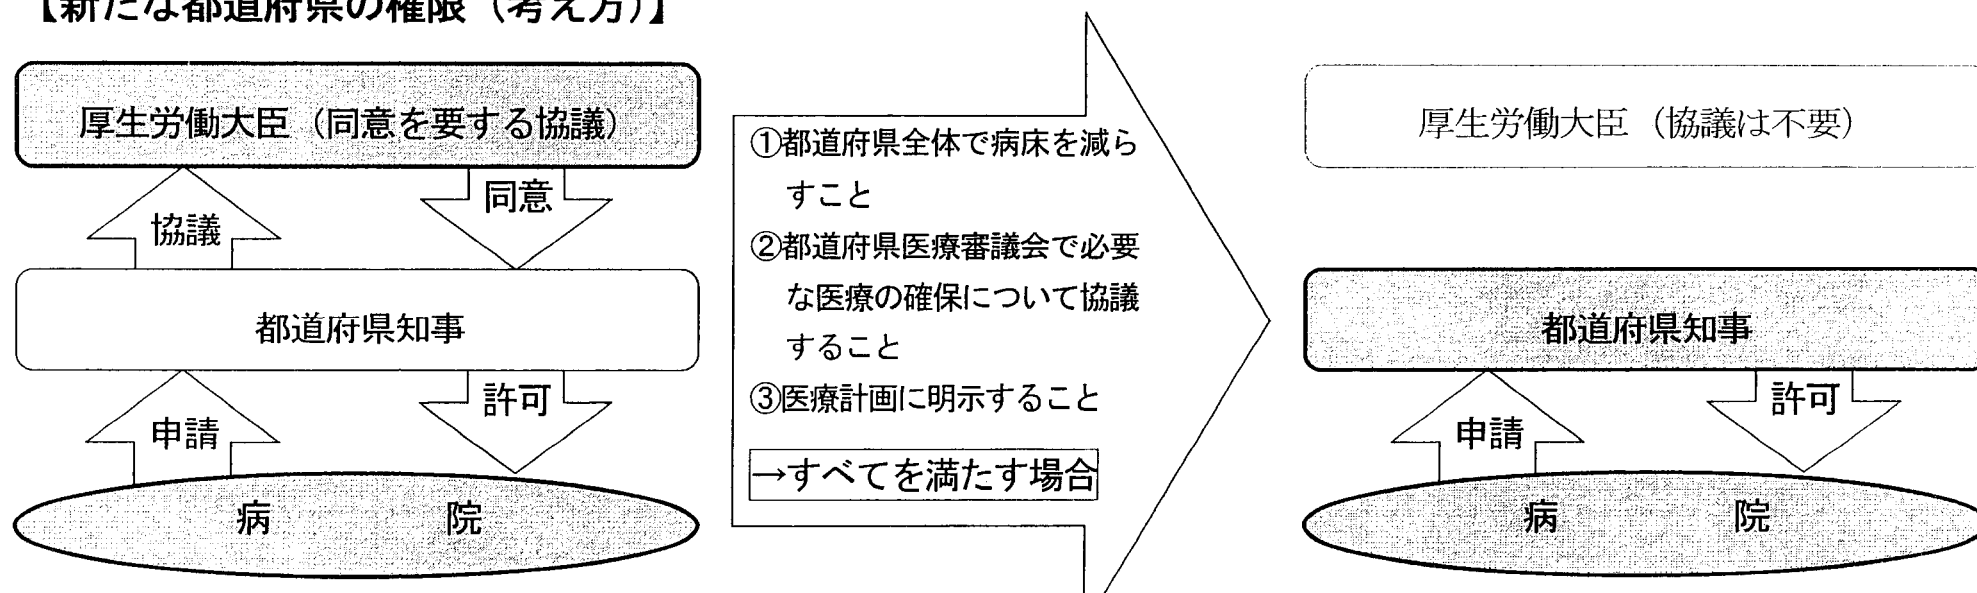 【新たな都道府県の権限（考え方）】
厚生労働大臣（同意を要する協議）
協議
同意
都道府県知事
申請
許可
病　院
①都道府県全体で病床を減ら
すこと
②都道府県医療審議会で必要
な医療の確保について協議
すること
③医療計画に明示すること
→すべてを満たす場合
厚生労働大臣（協議は不要）
都道府県知事
申請
許可
病　院